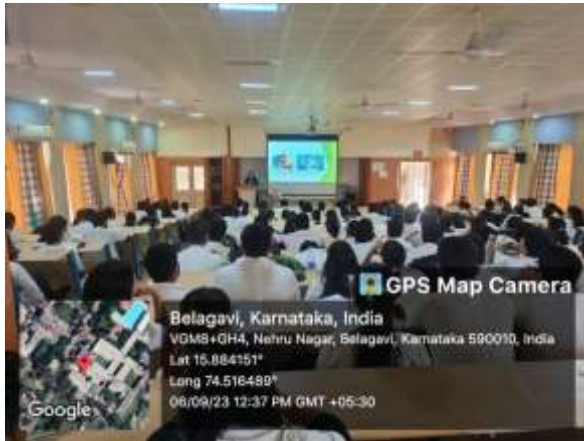 GPS Map Camera
Belagavi, Karnataka, India
VGM8+GH4, Nehru Nagar, Belagavi, Karnataka 590010, India
Lat 15.884151°
Long 74.516489°
06/09/23 12:37 PM GMT +05:30
Google